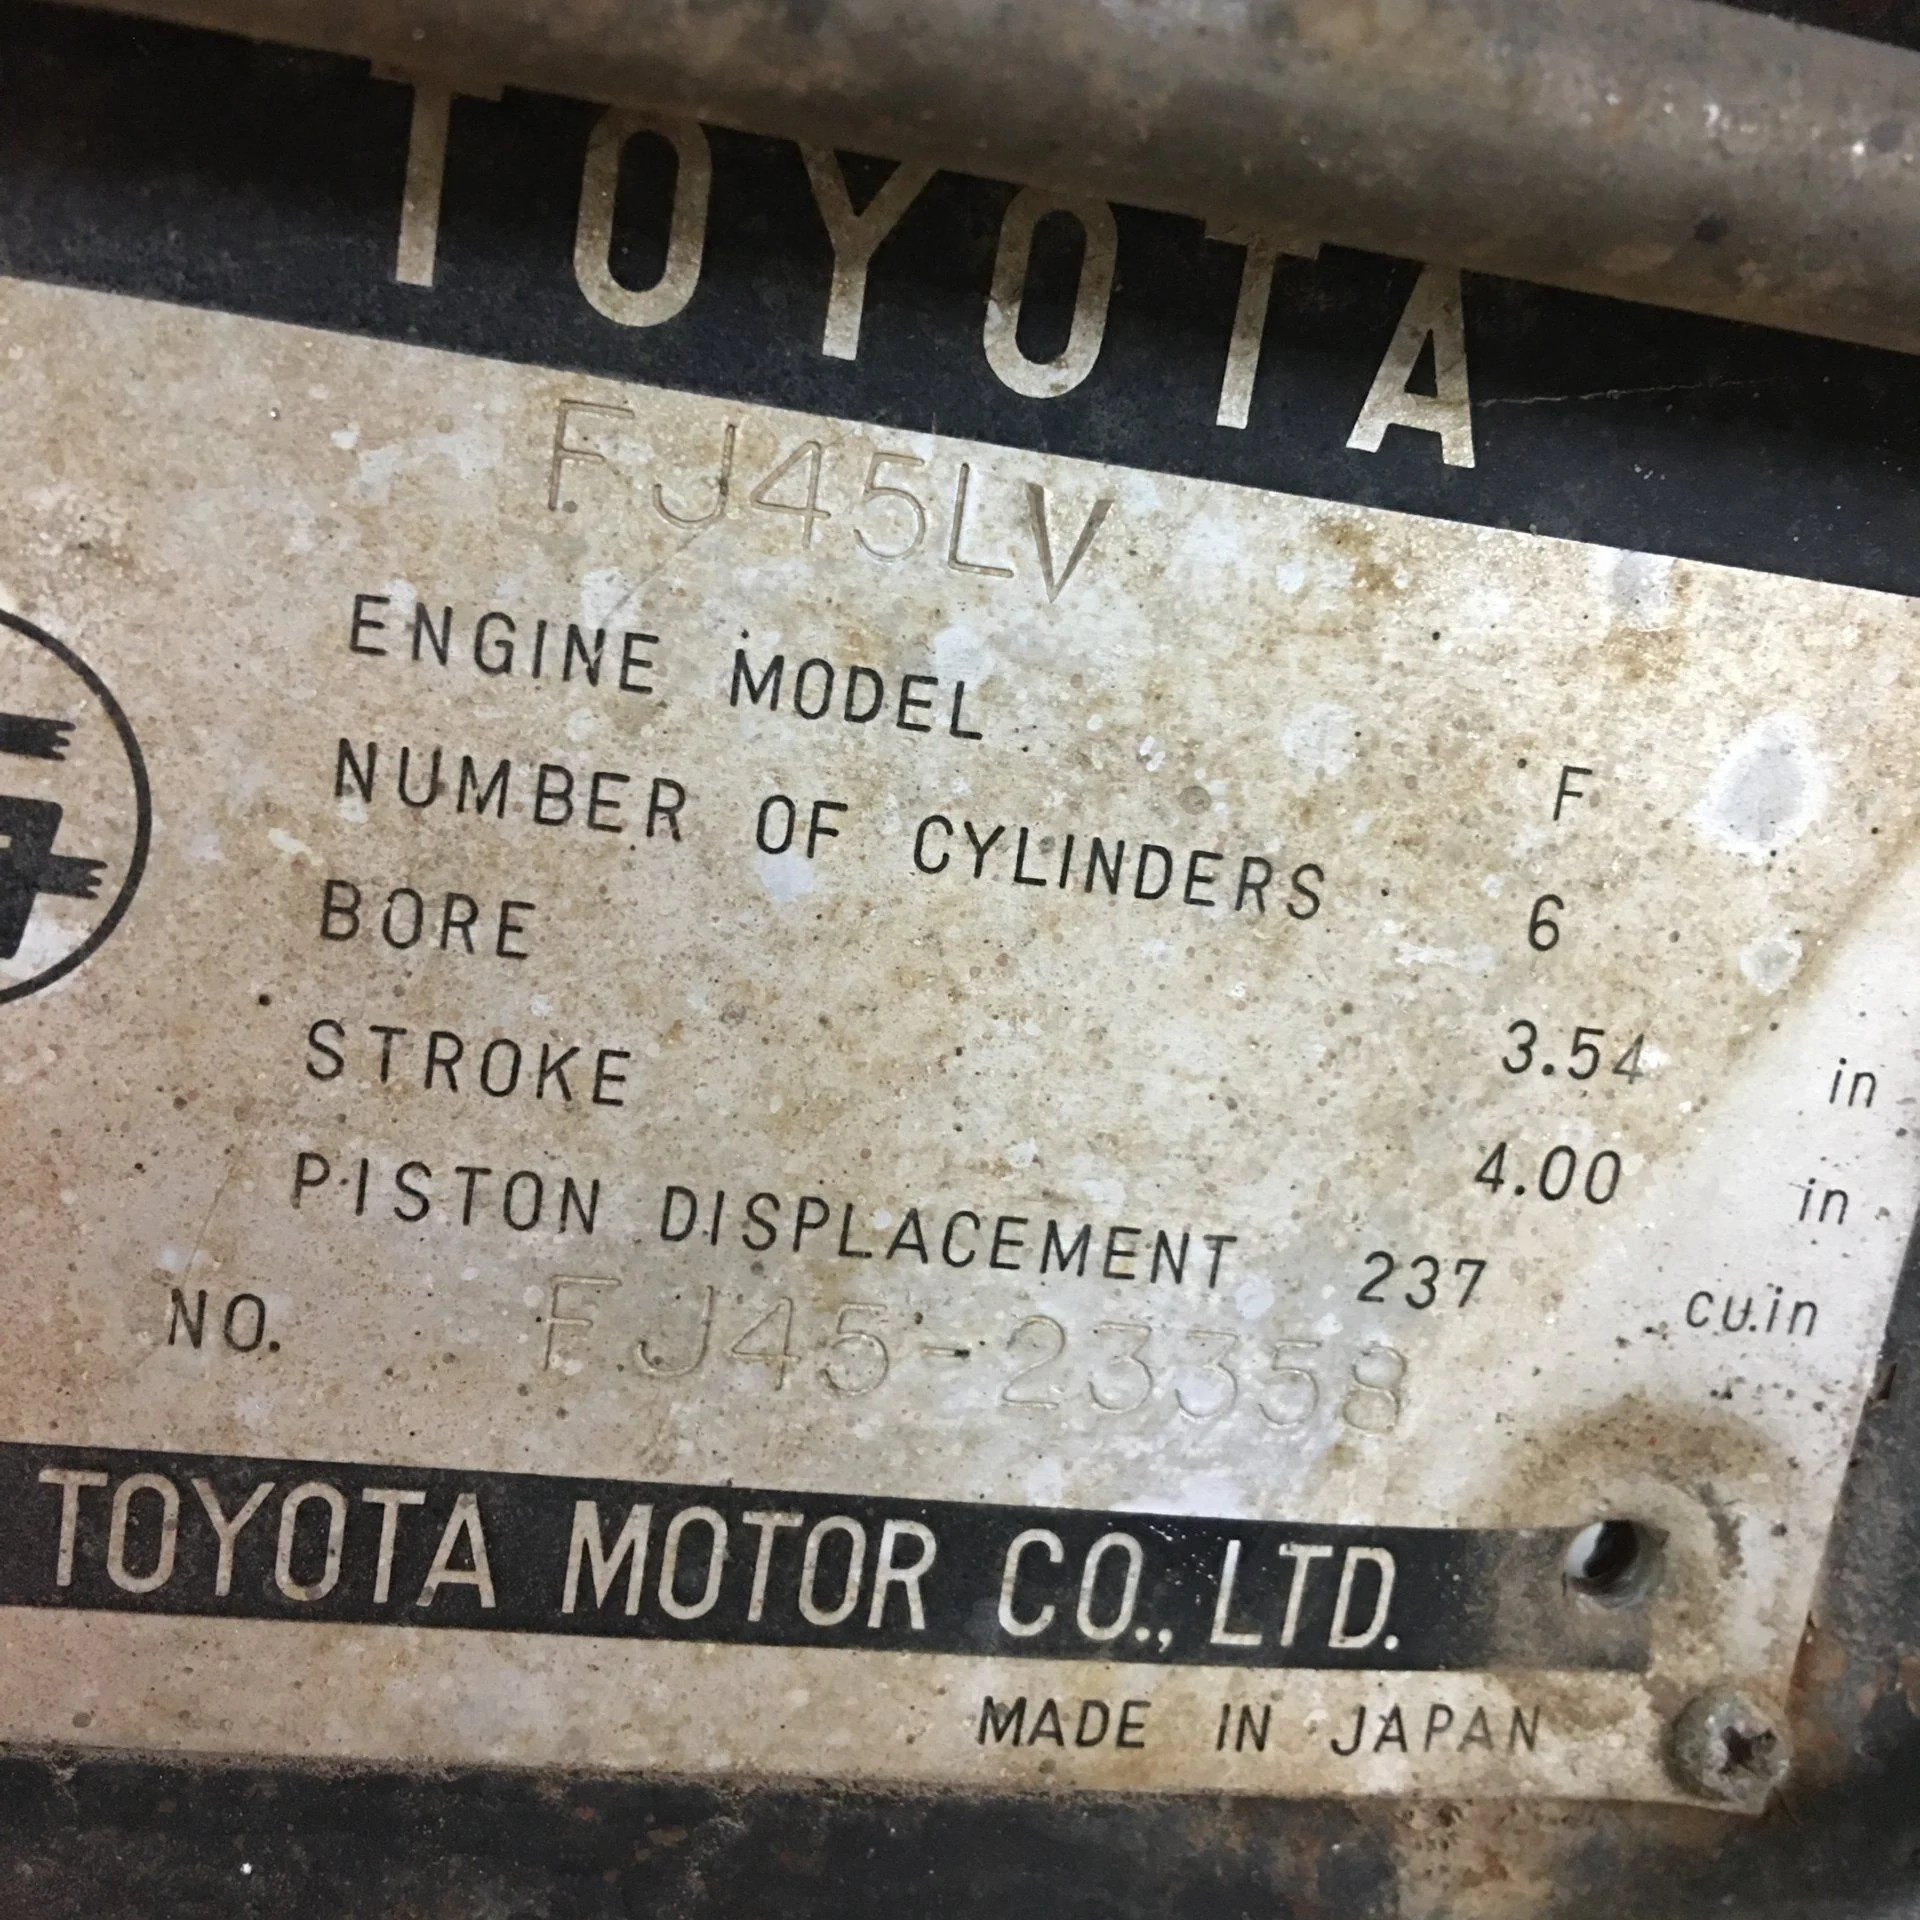 TOYOTA
FJ45LV
ENGINE MODEL F
NUMBER OF CYLINDERS 6
BORE 3.54 in
STROKE 4.00 in
PISTON DISPLACEMENT 237 cu.in
NO. FJ45-23358
TOYOTA MOTOR CO., LTD.
MADE IN JAPAN